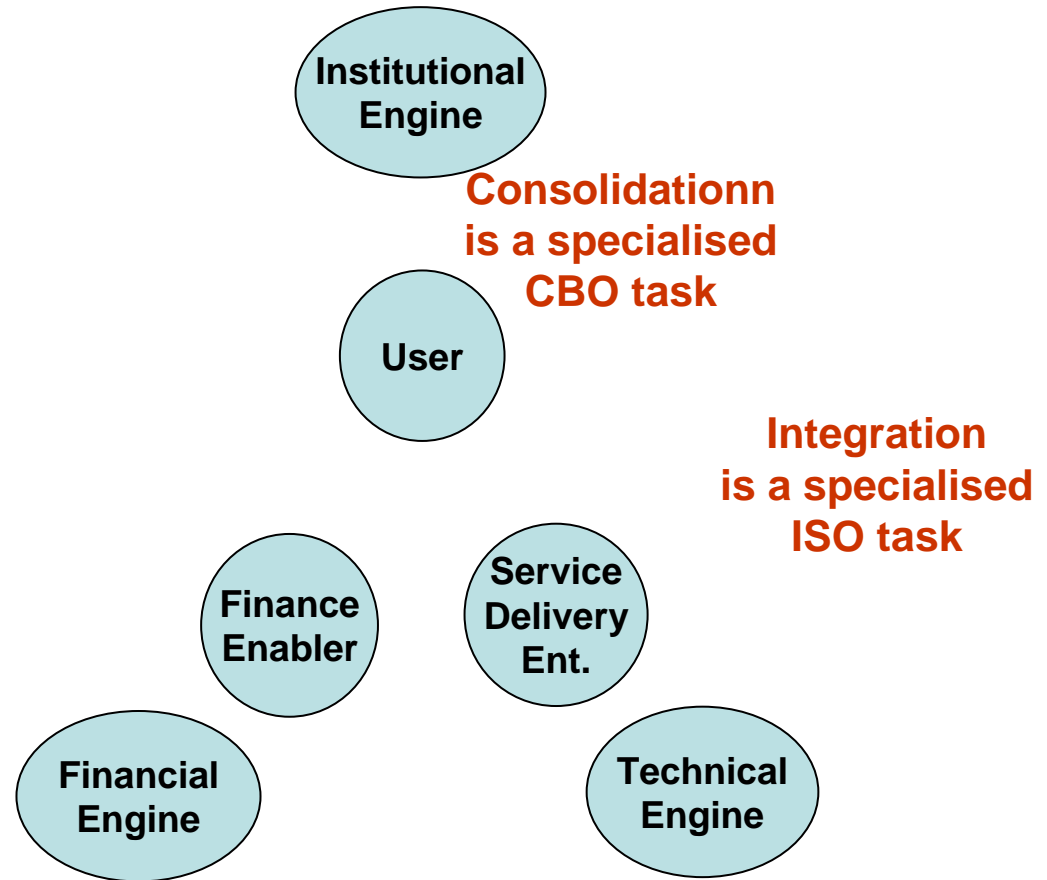 Institutional
Engine
Consolidationn
is a specialised
CBO task
User
Integration
is a specialised
ISO task
Finance
Enabler
Service
Delivery
Ent.
Financial
Engine
Technical
Engine